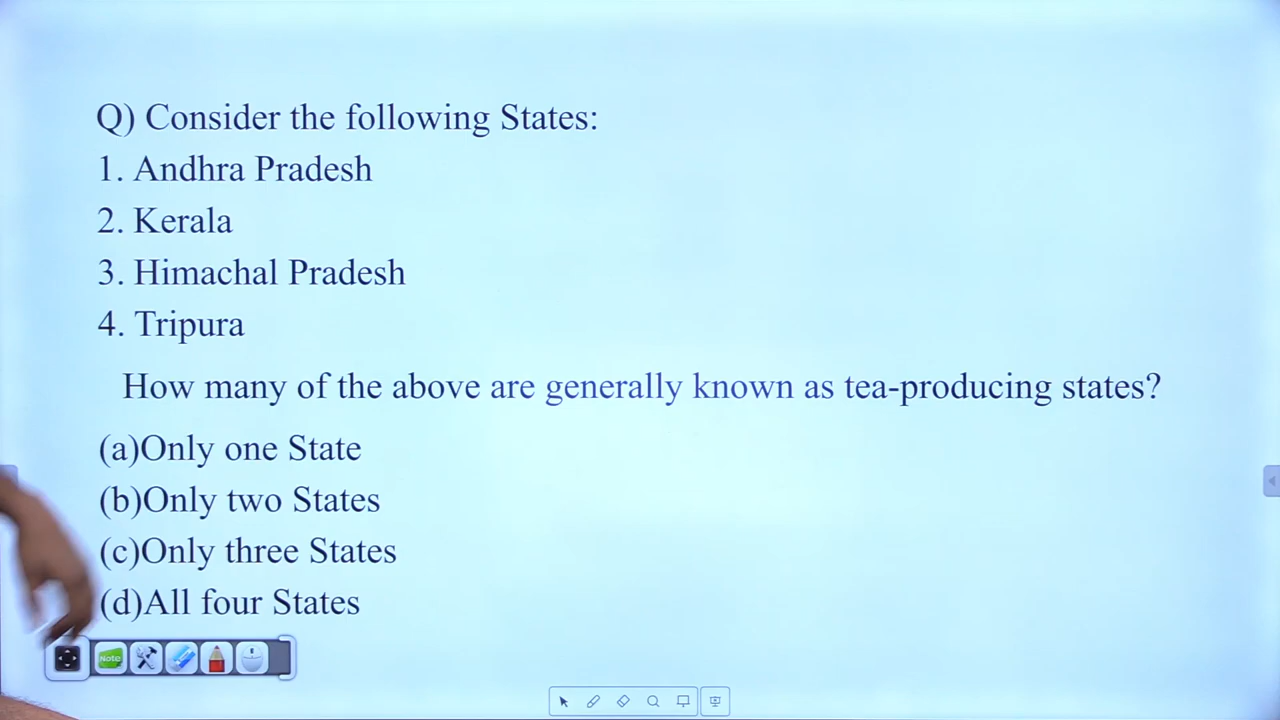 Q) Consider the following States:
1. Andhra Pradesh
2. Kerala
3. Himachal Pradesh
4. Tripura
How many of the above are generally known as tea-producing states?
(a)Only one State
(b)Only two States
(c)Only three States
(d)All four States
Note